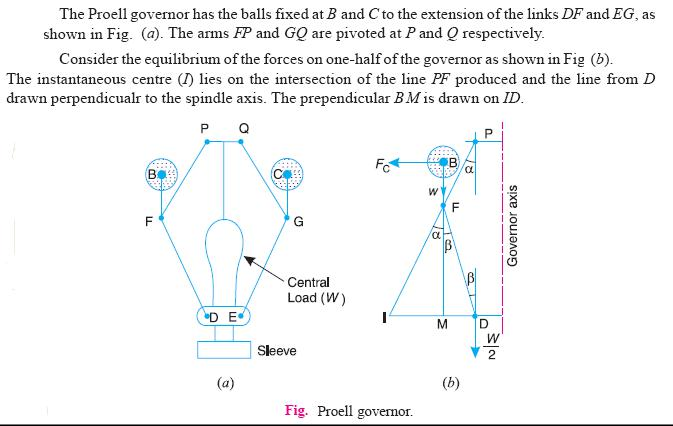 The Proell governor has the balls fixed at B and C to the extension of the links DF and EG, as
shown in Fig. (a). The arms FP and GQ are pivoted at P and Q respectively.
Consider the equilibrium of the forces on one-half of the governor as shown in Fig (b).
The instantaneous centre (I) lies on the intersection of the line PF produced and the line from D
drawn perpendicualr to the spindle axis. The prependicular BM is drawn on ID.
P Q
B C
F G
Central
Load (W)
D E
Sleeve
(a)
P
FC B α
w
F
α β
β
Governor axis
I M D
W
2
(b)
Fig. Proell governor.